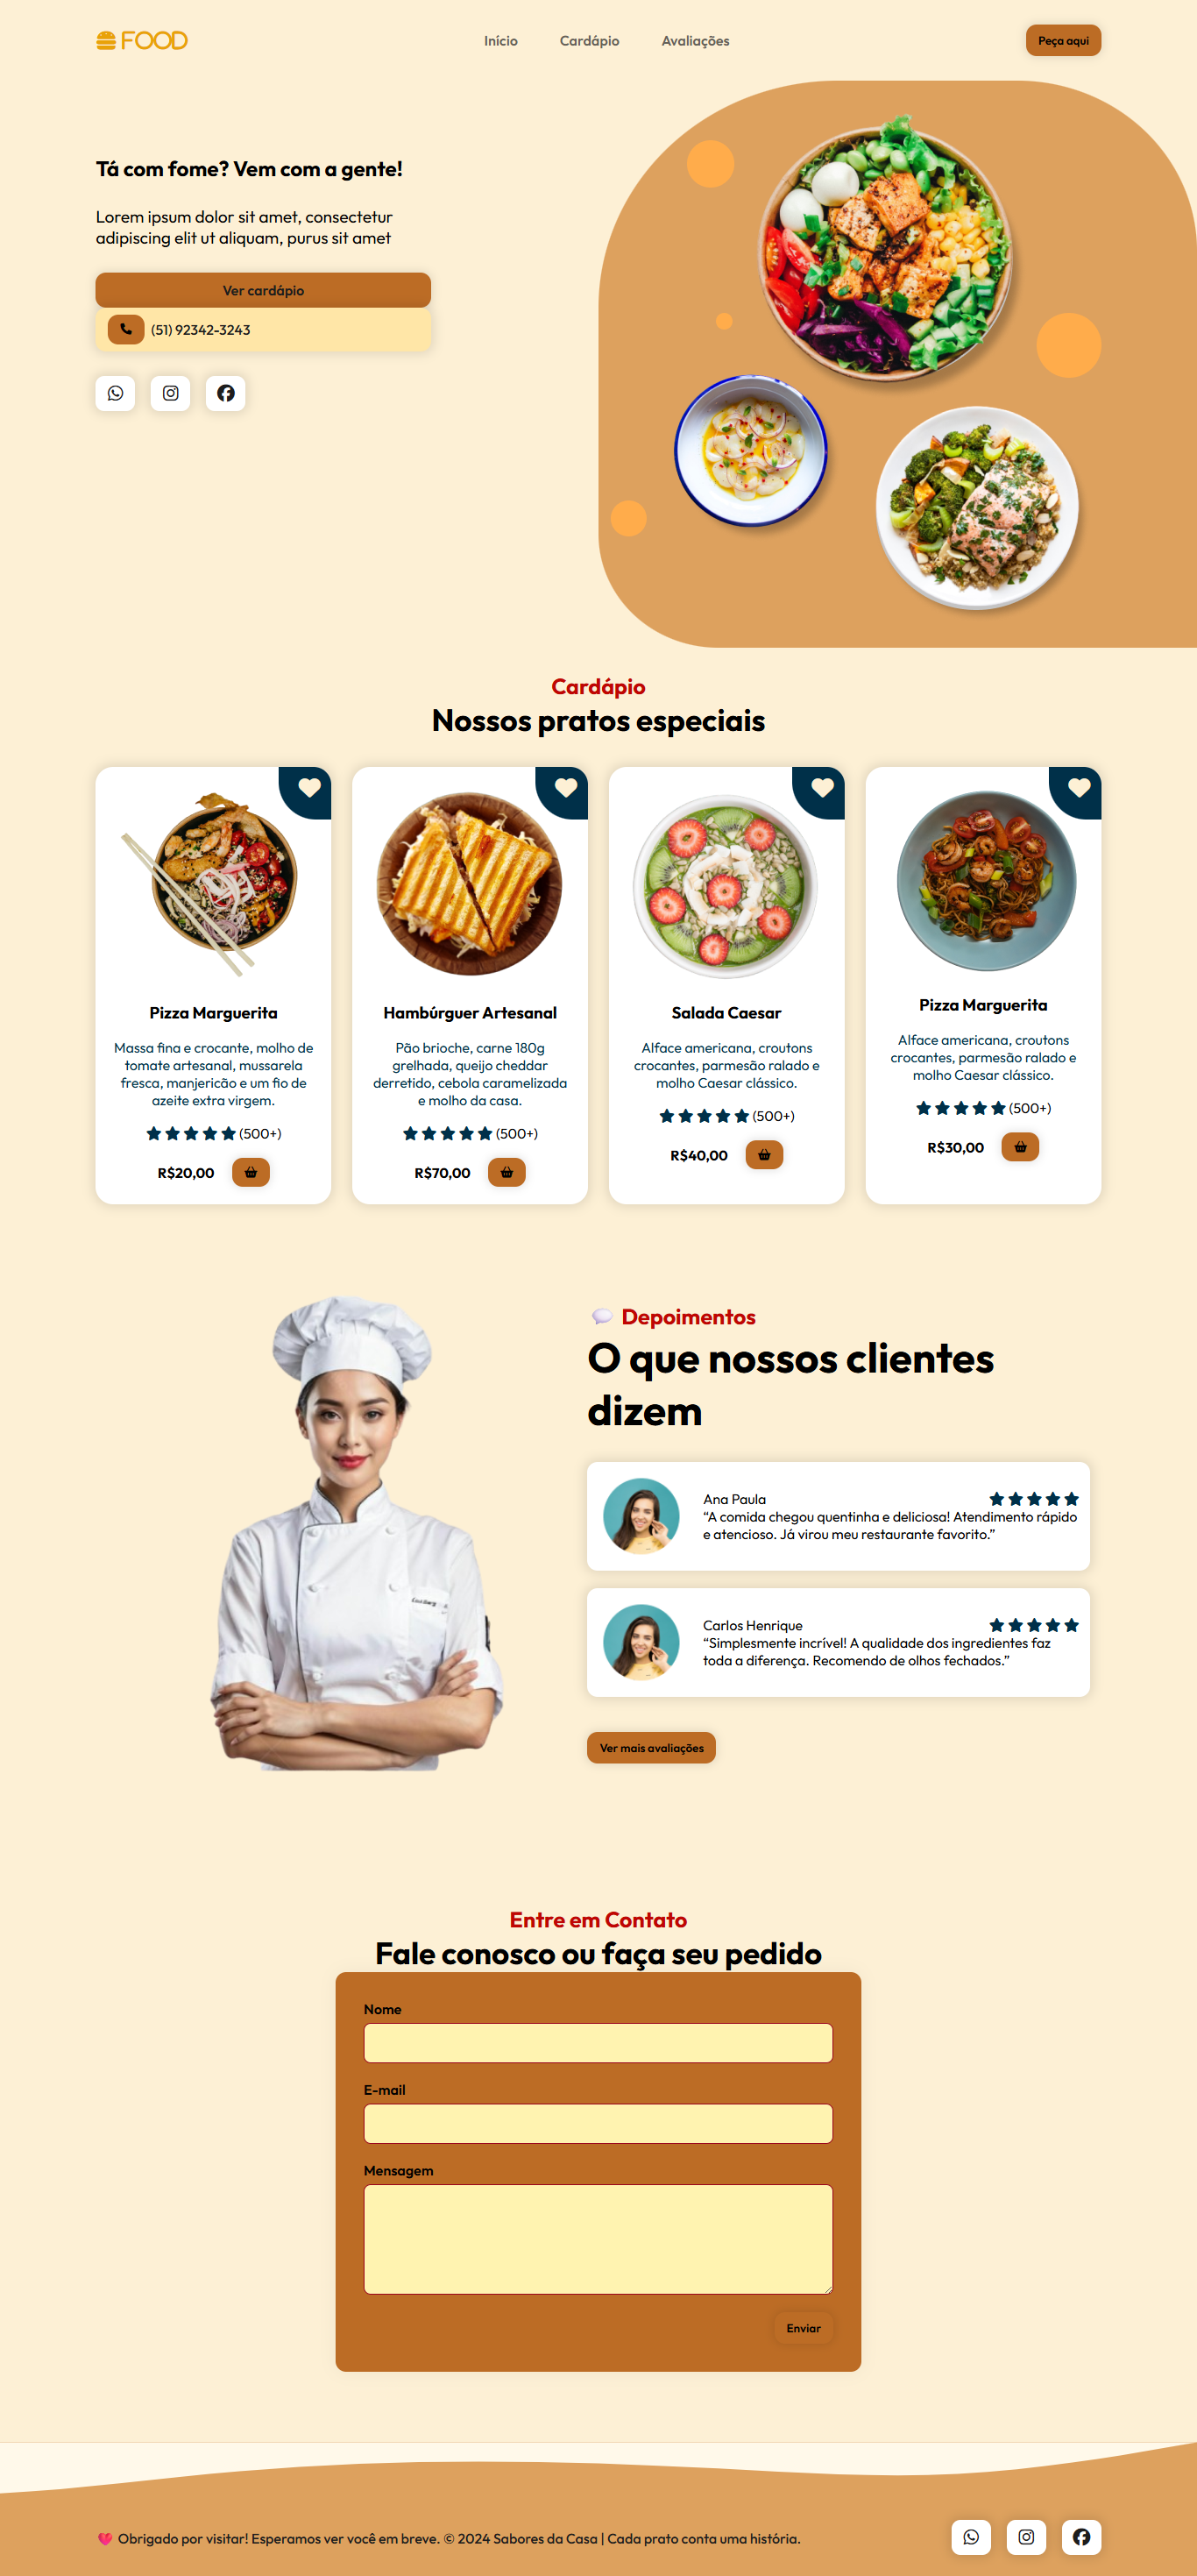 FOOD
Início
Cardápio
Avaliações
Peça aqui
Tá com fome? Vem com a gente!
Lorem ipsum dolor sit amet, consectetur
adipiscing elit ut aliquam, purus sit amet
Ver cardápio
(51) 92342-3243
Cardápio
Nossos pratos especiais
Pizza Marguerita
Massa fina e crocante, molho de
tomate artesanal, mussarela
fresca, manjericão e um fio de
azeite extra virgem.
(500+)
R$20,00
Hambúrguer Artesanal
Pão brioche, carne 180g
grelhada, queijo cheddar
derretido, cebola caramelizada
e molho da casa.
(500+)
R$70,00
Salada Caesar
Alface americana, croutons
crocantes, parmesão ralado e
molho Caesar clássico.
(500+)
R$40,00
Pizza Marguerita
Alface americana, croutons
crocantes, parmesão ralado e
molho Caesar clássico.
(500+)
R$30,00
Depoimentos
O que nossos clientes
dizem
Ana Paula
“A comida chegou quentinha e deliciosa! Atendimento rápido
e atencioso. Já virou meu restaurante favorito.”
Carlos Henrique
“Simplesmente incrível! A qualidade dos ingredientes faz
toda a diferença. Recomendo de olhos fechados.”
Ver mais avaliações
Entre em Contato
Fale conosco ou faça seu pedido
Nome
E-mail
Mensagem
Enviar
Obrigado por visitar! Esperamos ver você em breve. © 2024 Sabores da Casa | Cada prato conta uma história.